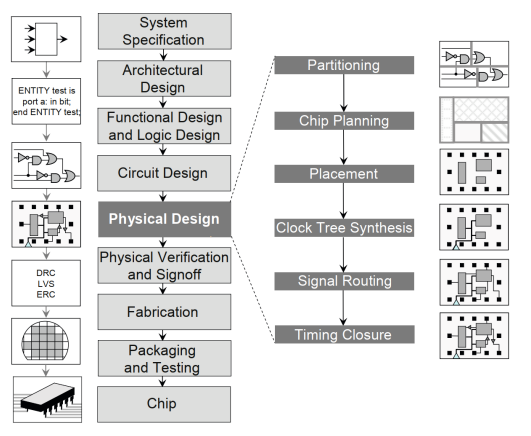 ENTITY test is
port a: in bit;
end ENTITY test;
DRC
LVS
ERC
System
Specification
Architectural
Design
Functional Design
and Logic Design
Circuit Design
Physical Design
Physical Verification
and Signoff
Fabrication
Packaging
and Testing
Chip
Partitioning
Chip Planning
Placement
Clock Tree Synthesis
Signal Routing
Timing Closure